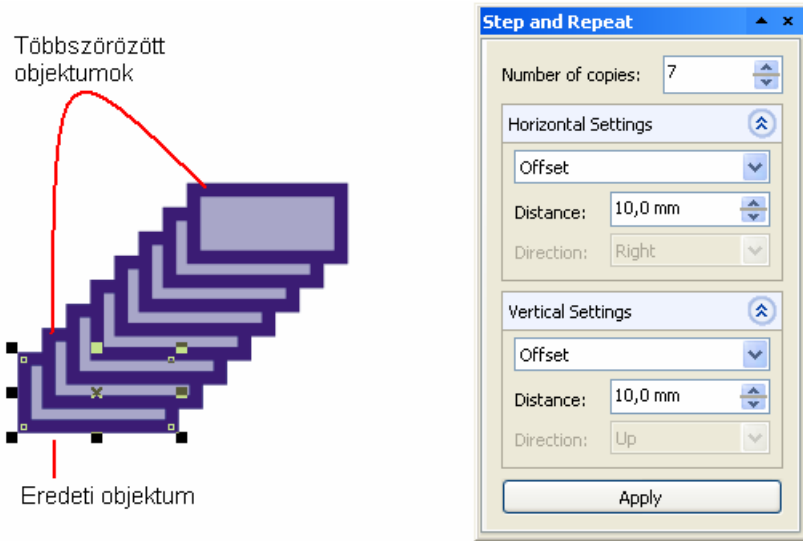 Többszörözött
objektumok
Eredeti objektum
Step and Repeat
Number of copies: 7
Horizontal Settings
Offset
Distance: 10,0 mm
Direction: Right
Vertical Settings
Offset
Distance: 10,0 mm
Direction: Up
Apply